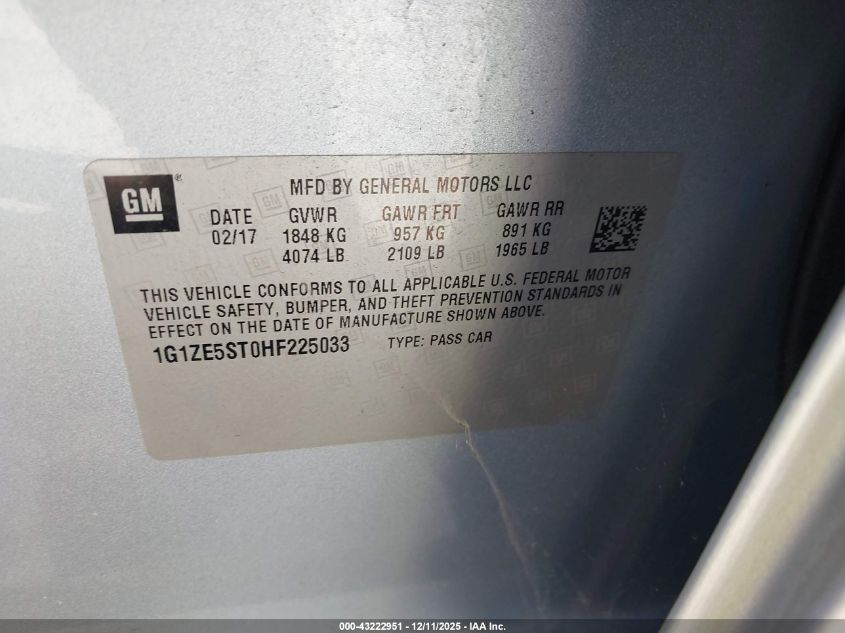 GM ®
MFD BY GENERAL MOTORS LLC
DATE GVWR GAWR FRT GAWR RR
02/17 1848 KG 957 KG 891 KG
4074 LB 2109 LB 1965 LB
THIS VEHICLE CONFORMS TO ALL APPLICABLE U.S. FEDERAL MOTOR
VEHICLE SAFETY, BUMPER, AND THEFT PREVENTION STANDARDS IN
EFFECT ON THE DATE OF MANUFACTURE SHOWN ABOVE.
1G1ZE5ST0HF225033 TYPE: PASS CAR
000-43222951 - 12/11/2025 - IAA Inc.